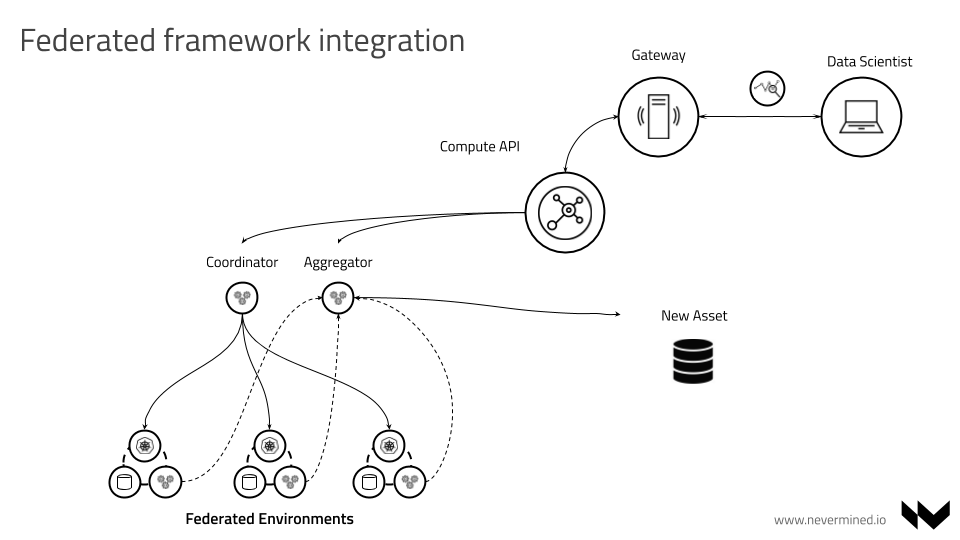 Federated framework integration
Gateway
Data Scientist
Compute API
Coordinator
Aggregator
New Asset
Federated Environments
www.nevermined.io